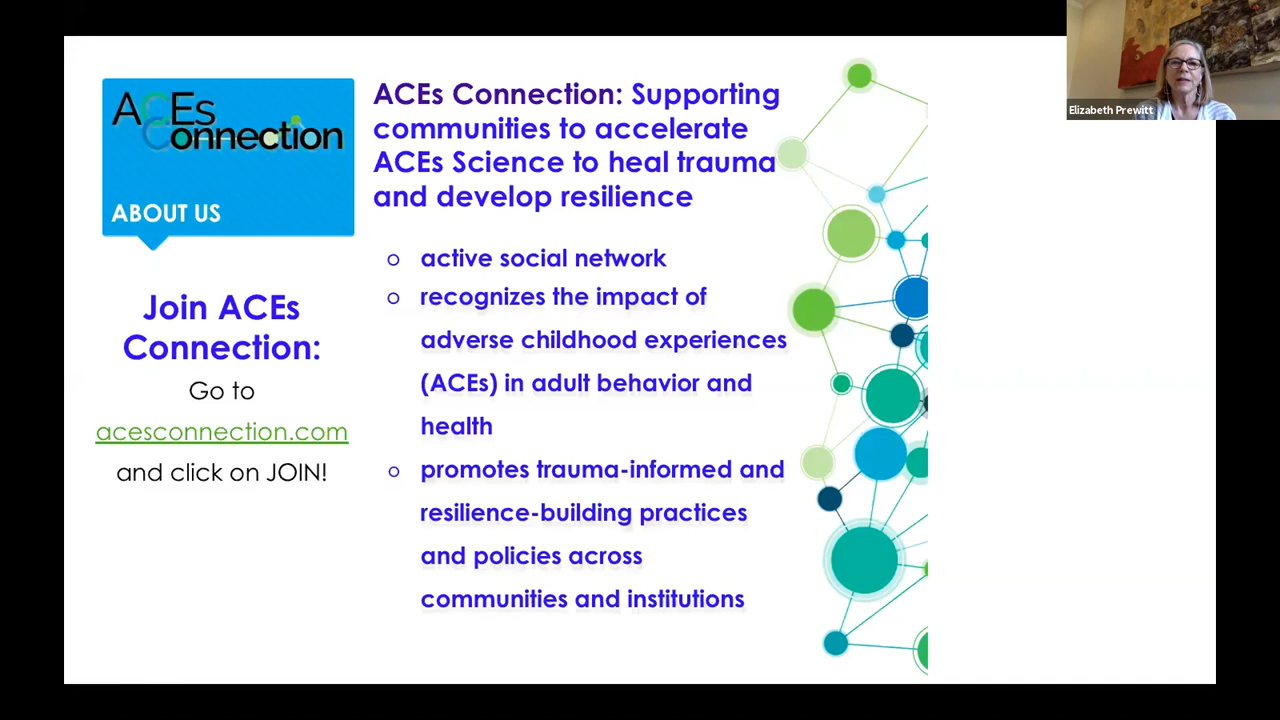 ACEs
Connection
ABOUT US
Join ACEs
Connection:
Go to
acesconnection.com
and click on JOIN!
ACEs Connection: Supporting
communities to accelerate
ACEs Science to heal trauma
and develop resilience
○ active social network
○ recognizes the impact of
adverse childhood experiences
(ACEs) in adult behavior and
health
○ promotes trauma-informed and
resilience-building practices
and policies across
communities and institutions
Elizabeth Prewitt